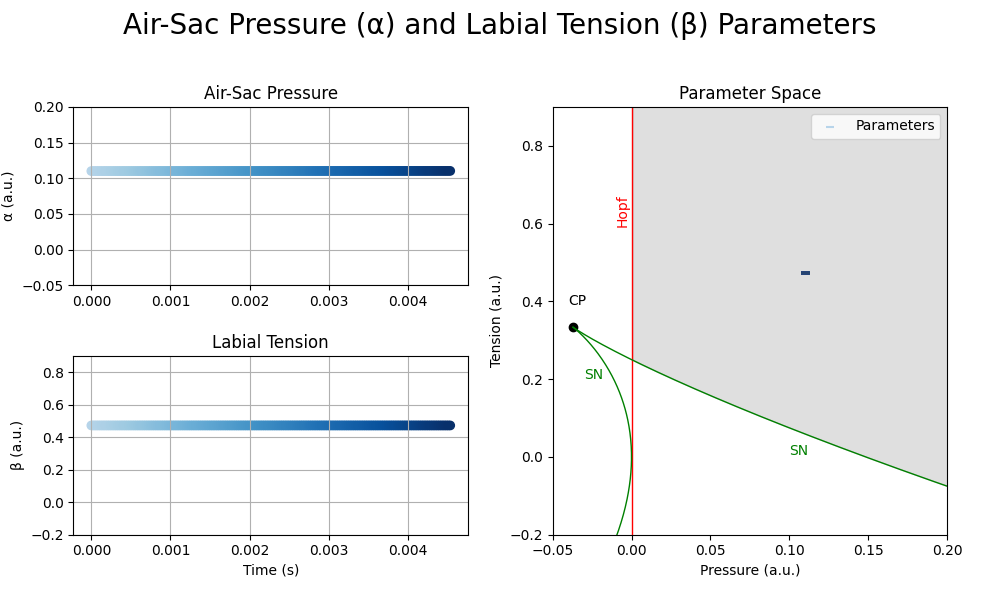 Air-Sac Pressure (α) and Labial Tension (β) Parameters
Air-Sac Pressure
α (a.u.)
0.20
0.15
0.10
0.05
0.00
−0.05
0.000 0.001 0.002 0.003 0.004
Labial Tension
β (a.u.)
0.8
0.6
0.4
0.2
0.0
−0.2
0.000 0.001 0.002 0.003 0.004
Time (s)
Parameter Space
Parameters
Tension (a.u.)
0.8
0.6
0.4
0.2
0.0
−0.2
Hopf
CP
SN
SN
−0.05 0.00 0.05 0.10 0.15 0.20
Pressure (a.u.)